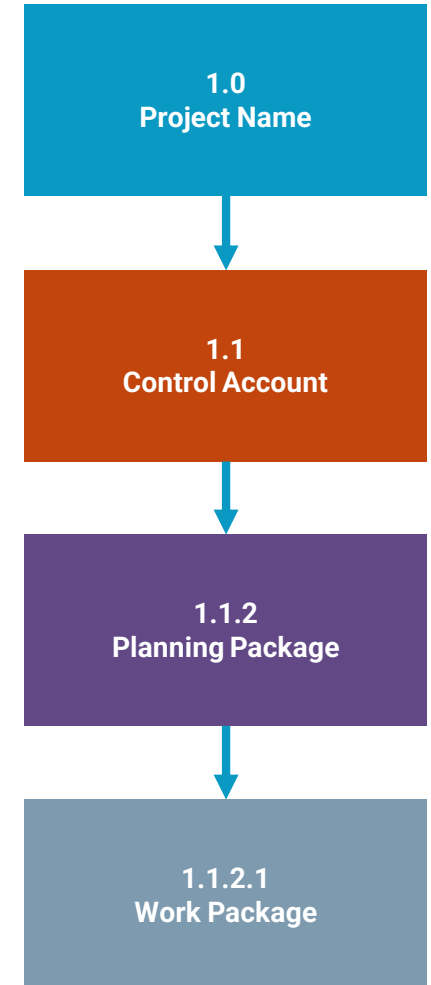 1.0
Project Name
1.1
Control Account
1.1.2
Planning Package
1.1.2.1
Work Package